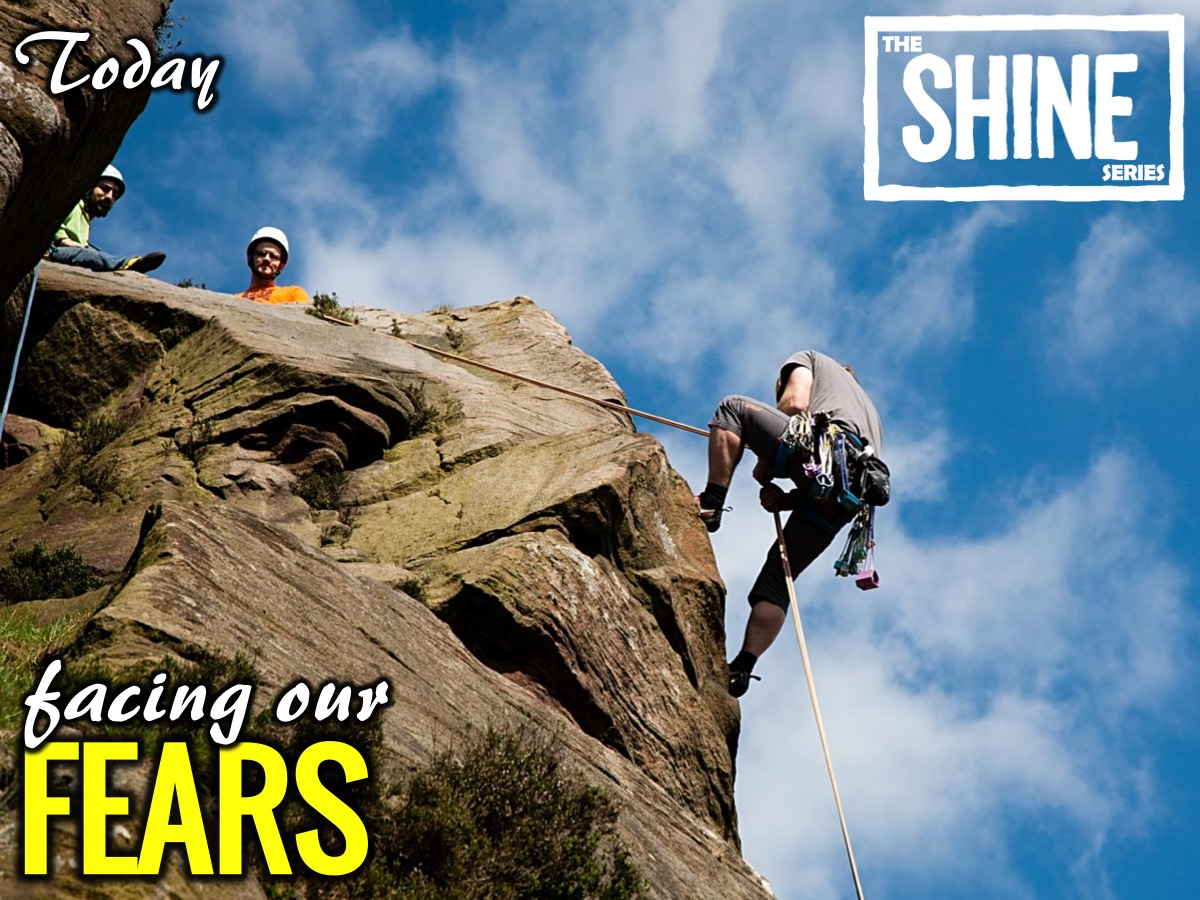 Today
THE
SHINE
SERIES
facing our
FEARS